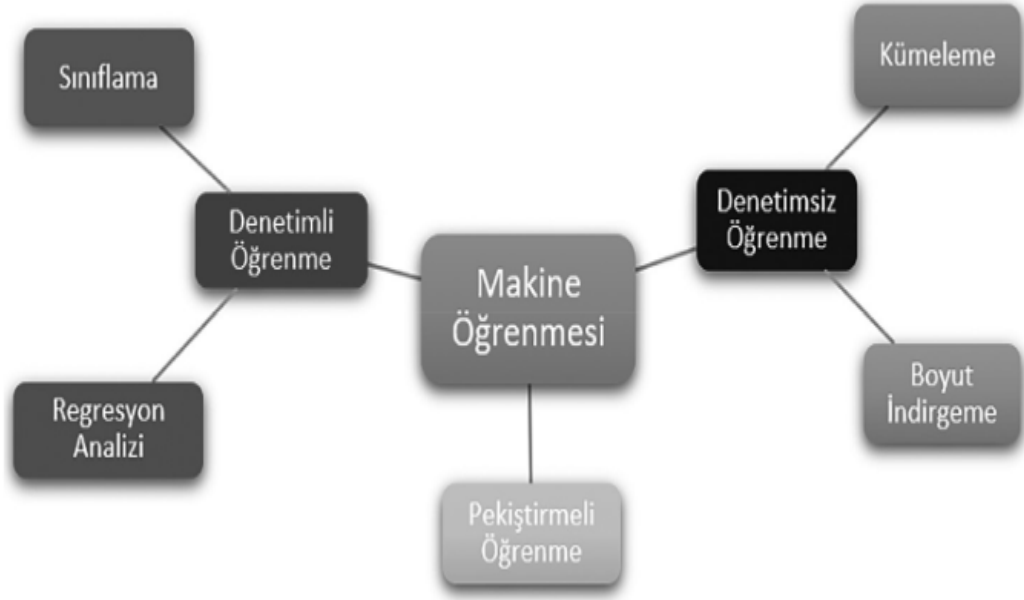 Sınıflama
Kümeleme
Denetimli
Öğrenme
Denetimsiz
Öğrenme
Makine
Öğrenmesi
Regresyon
Analizi
Boyut
İndirgeme
Pekiştirmeli
Öğrenme